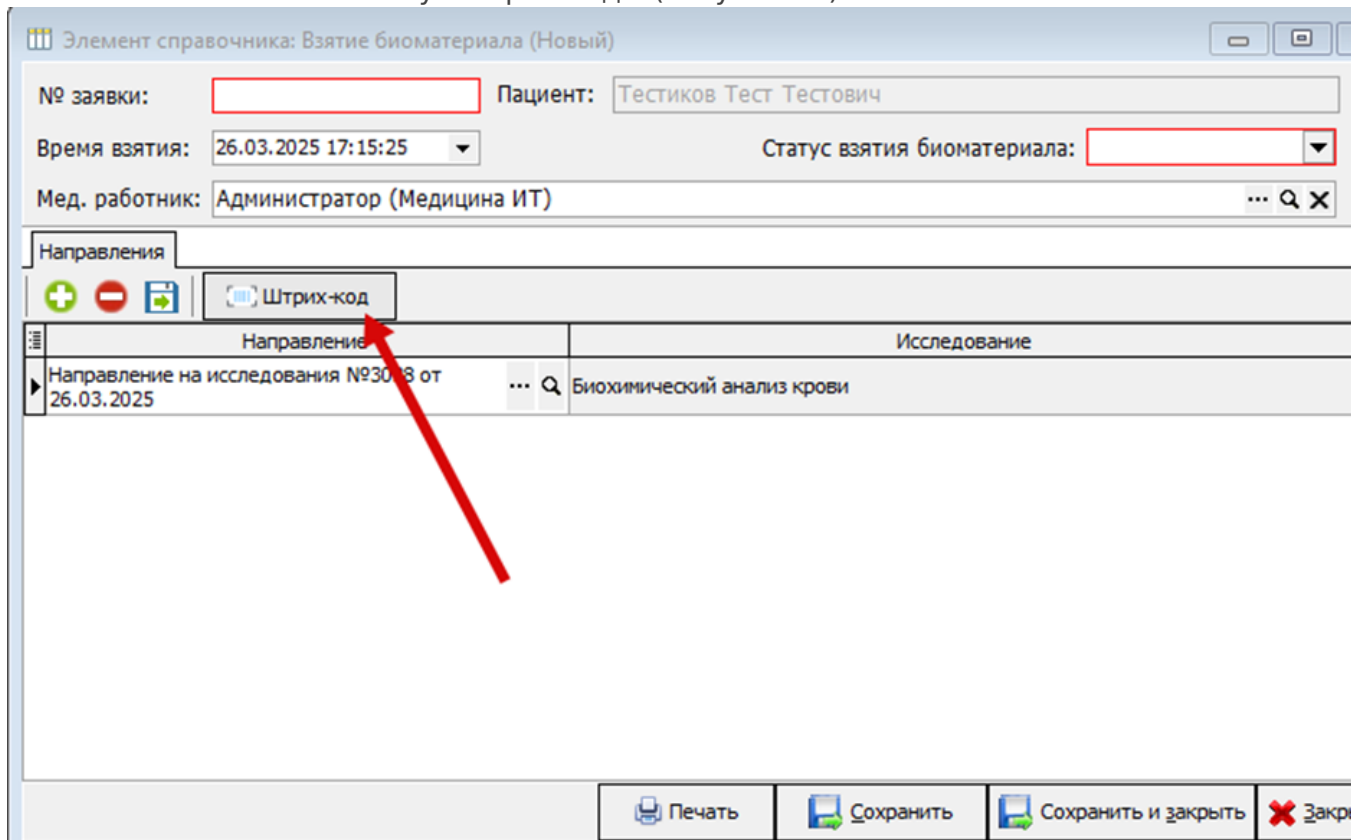 Элемент справочника: Взятие биоматериала (Новый)
№ заявки: Пациент: Тестиков Тест Тестович
Время взятия: 26.03.2025 17:15:25 Статус взятия биоматериала:
Мед. работник: Администратор (Медицина ИТ)
Направления
Штрих-код
Направление Исследование
Направление на исследования от Биохимический анализ крови
26.03.2025
Печать Сохранить Сохранить и закрыть